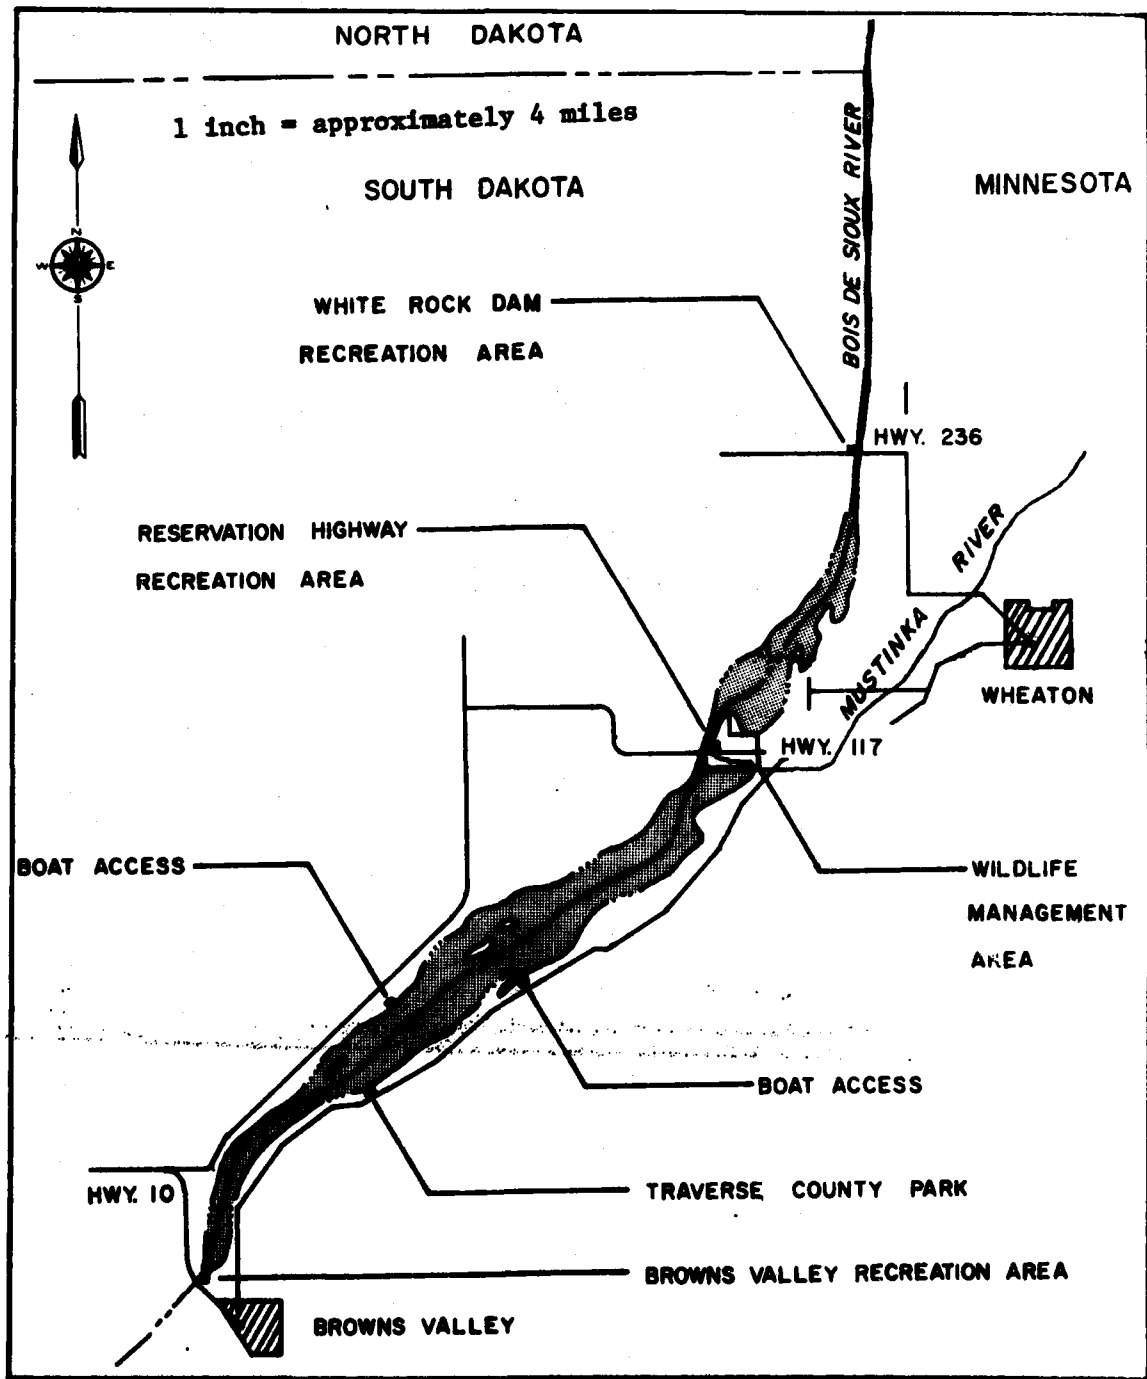 NORTH DAKOTA
1 inch = approximately 4 miles
SOUTH DAKOTA
MINNESOTA
BOIS DE SIOUX RIVER
N
W E
S
WHITE ROCK DAM
RECREATION AREA
HWY. 236
RESERVATION HIGHWAY
RECREATION AREA
MUSTINKA RIVER
WHEATON
HWY. 117
BOAT ACCESS
WILDLIFE
MANAGEMENT
AREA
BOAT ACCESS
HWY. 10
TRAVERSE COUNTY PARK
BROWNS VALLEY RECREATION AREA
BROWNS VALLEY